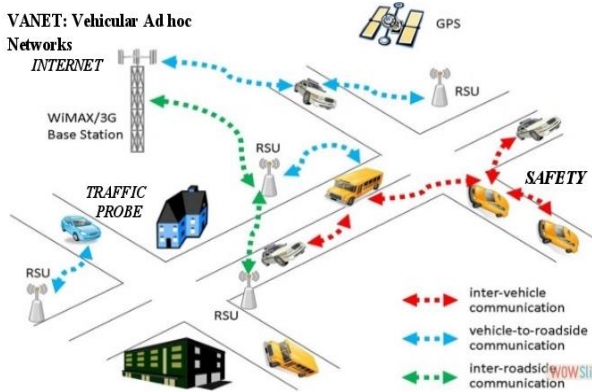 VANET: Vehicular Ad hoc
Networks
INTERNET
GPS
RSU
WiMAX/3G
Base Station
RSU
TRAFFIC
PROBE
SAFETY
RSU
RSU
inter-vehicle
communication
vehicle-to-roadside
communication
inter-roadside
communication